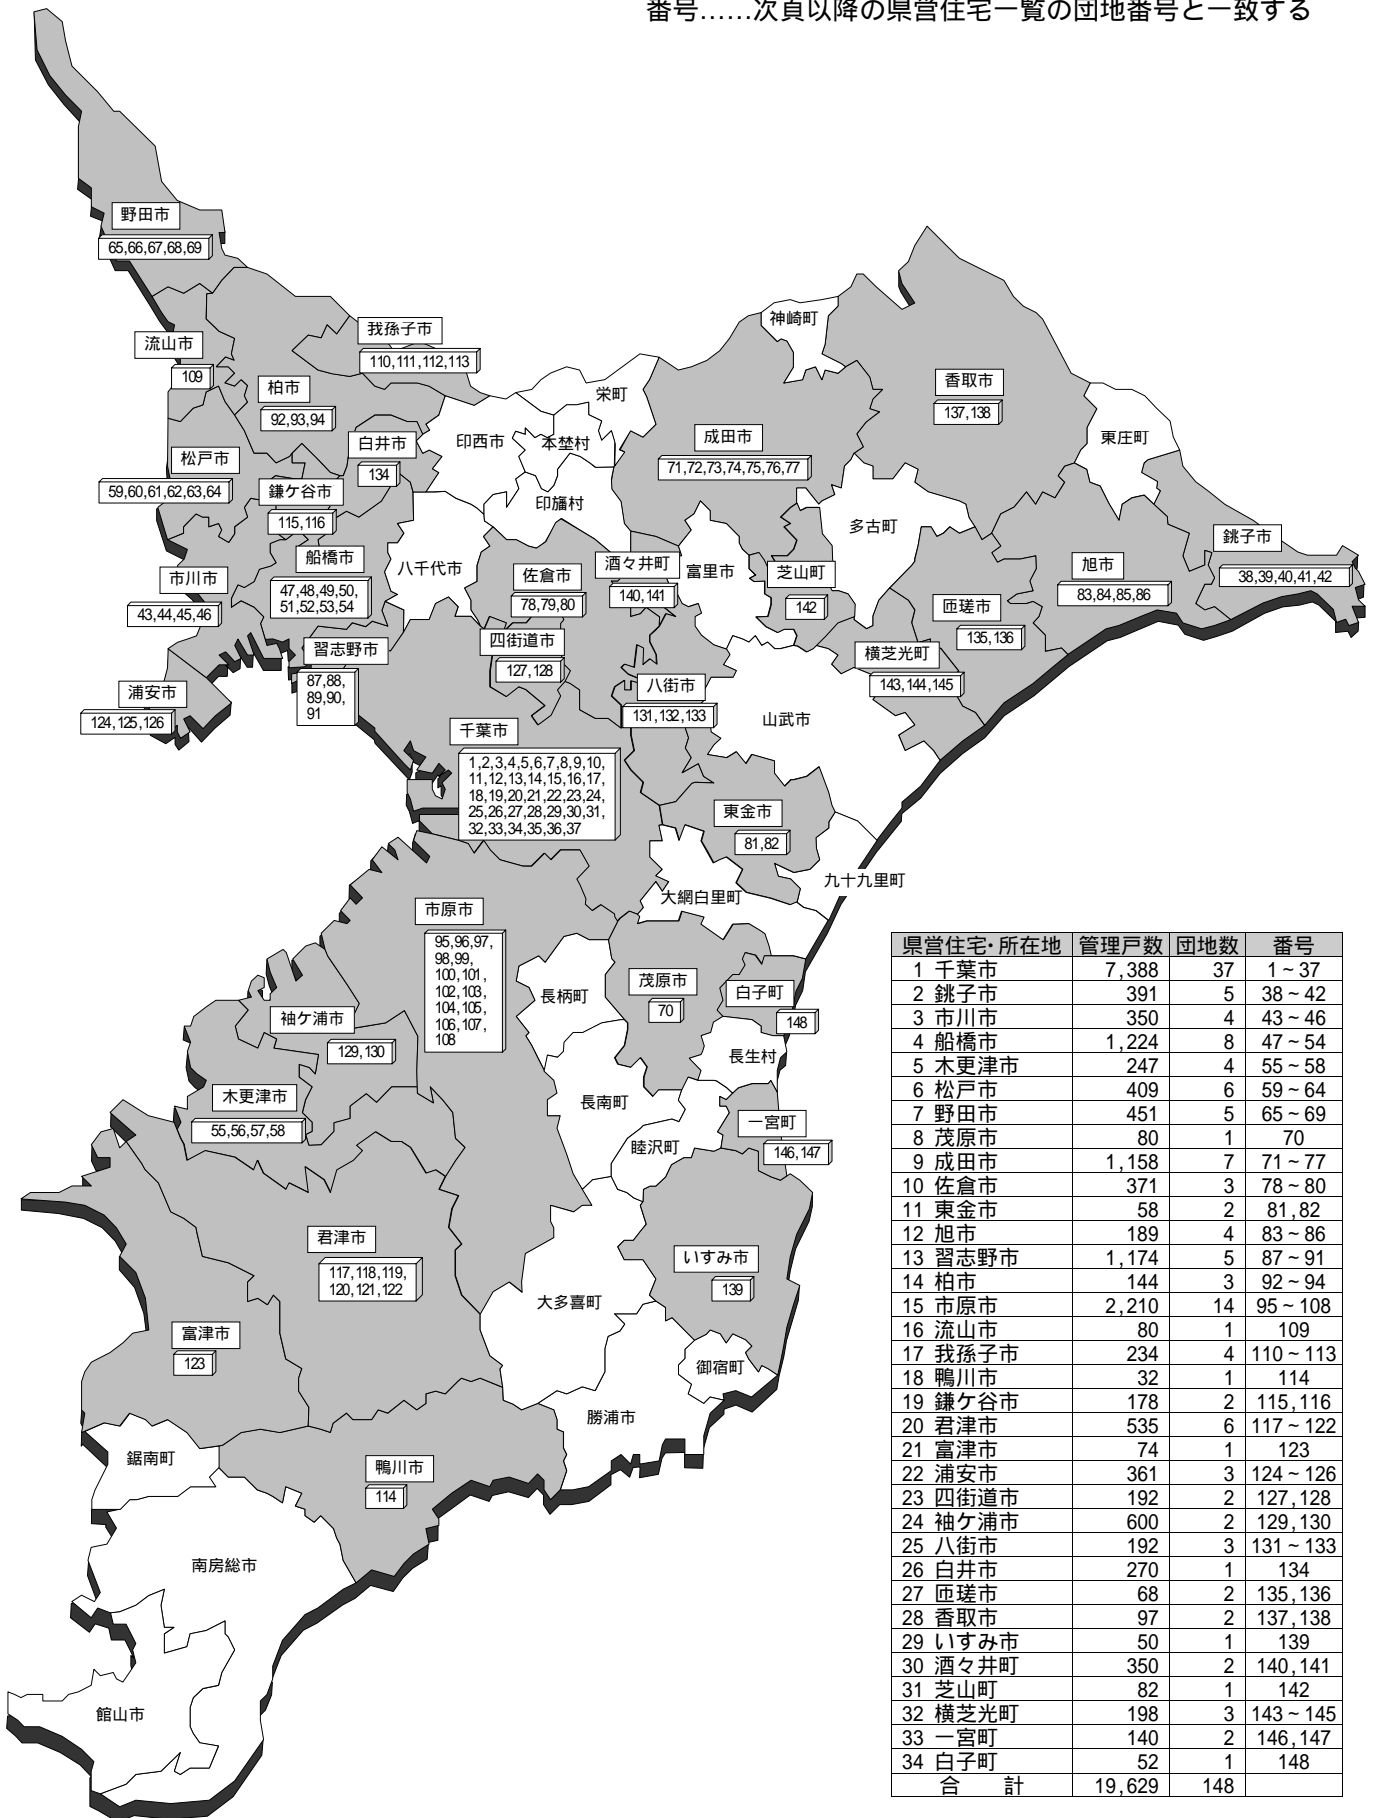 番号……次頁以降の県営住宅一覧の団地番号と一致する
野田市
65,66,67,68,69
流山市
109
我孫子市
110,111,112,113
柏市
92,93,94
白井市
134
松戸市
59,60,61,62,63,64
鎌ケ谷市
115,116
船橋市
47,48,49,50,
51,52,53,54
市川市
43,44,45,46
習志野市
87,88,
89,90,
91
浦安市
124,125,126
印西市
本埜村
栄町
印旛村
八千代市
佐倉市
78,79,80
四街道市
127,128
酒々井町
140,141
成田市
71,72,73,74,75,76,77
神崎町
香取市
137,138
東庄町
多古町
富里市
芝山町
142
銚子市
38,39,40,41,42
旭市
83,84,85,86
匝瑳市
135,136
横芝光町
143,144,145
八街市
131,132,133
山武市
千葉市
1,2,3,4,5,6,7,8,9,10,
11,12,13,14,15,16,17,
18,19,20,21,22,23,24,
25,26,27,28,29,30,31,
32,33,34,35,36,37
東金市
81,82
九十九里町
大網白里町
市原市
95,96,97,
98,99,
100,101,
102,103,
104,105,
106,107,
108
長柄町
茂原市
70
白子町
148
長生村
袖ケ浦市
129,130
木更津市
55,56,57,58
長南町
睦沢町
一宮町
146,147
君津市
117,118,119,
120,121,122
いすみ市
139
大多喜町
富津市
123
御宿町
勝浦市
鋸南町
鴨川市
114
南房総市
館山市
県営住宅・所在地 管理戸数 団地数 番号
1 千葉市 7,388 37 1~37
2 銚子市 391 5 38~42
3 市川市 350 4 43~46
4 船橋市 1,224 8 47~54
5 木更津市 247 4 55~58
6 松戸市 409 6 59~64
7 野田市 451 5 65~69
8 茂原市 80 1 70
9 成田市 1,158 7 71~77
10 佐倉市 371 3 78~80
11 東金市 58 2 81,82
12 旭市 189 4 83~86
13 習志野市 1,174 5 87~91
14 柏市 144 3 92~94
15 市原市 2,210 14 95~108
16 流山市 80 1 109
17 我孫子市 234 4 110~113
18 鴨川市 32 1 114
19 鎌ケ谷市 178 2 115,116
20 君津市 535 6 117~122
21 富津市 74 1 123
22 浦安市 361 3 124~126
23 四街道市 192 2 127,128
24 袖ケ浦市 600 2 129,130
25 八街市 192 3 131~133
26 白井市 270 1 134
27 匝瑳市 68 2 135,136
28 香取市 97 2 137,138
29 いすみ市 50 1 139
30 酒々井町 350 2 140,141
31 芝山町 82 1 142
32 横芝光町 198 3 143~145
33 一宮町 140 2 146,147
34 白子町 52 1 148
合 計 19,629 148